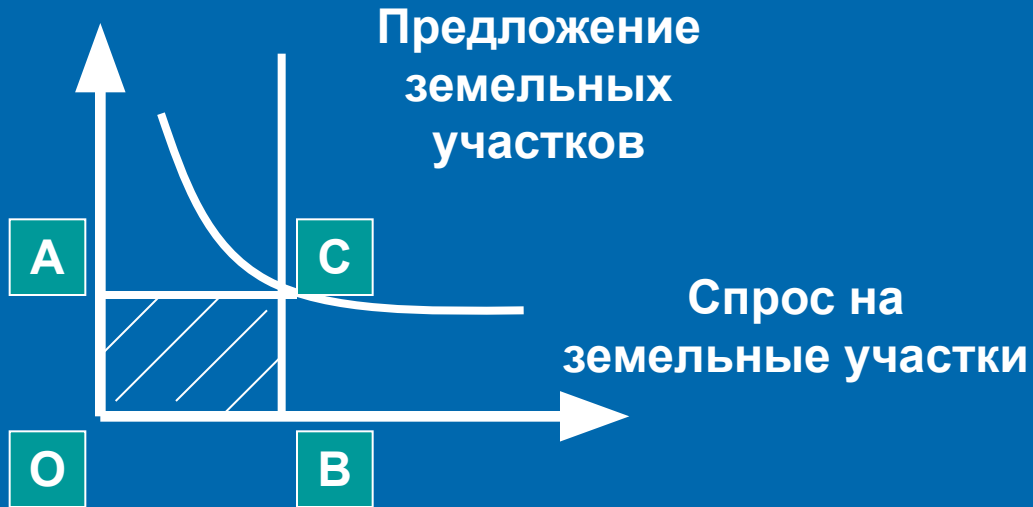 Предложение
земельных
участков
А
С
Спрос на
земельные участки
О
В